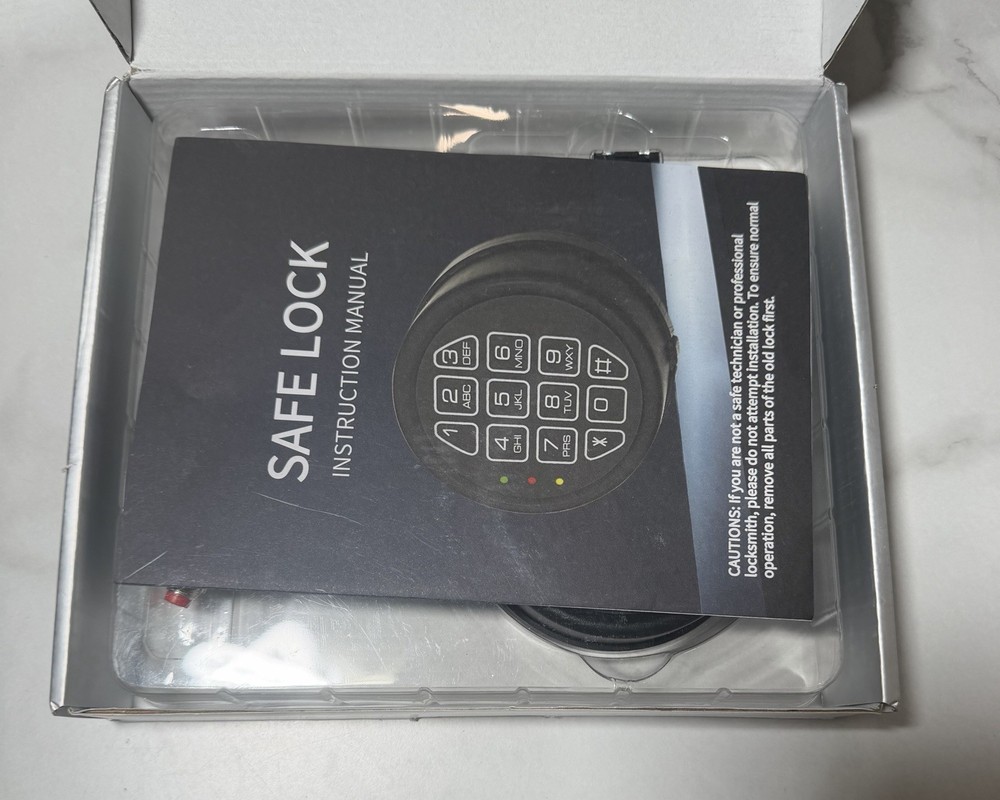 SAFE LOCK
INSTRUCTION MANUAL
1
2 ABC
3 DEF
4 GHI
5 JKL
6 MNO
7 PRS
8 TUV
9 WXY
*
0
#
CAUTIONS: If you are not a safe technician or professional
locksmith, please do not attempt installation. To ensure normal
operation, remove all parts of the old lock first.